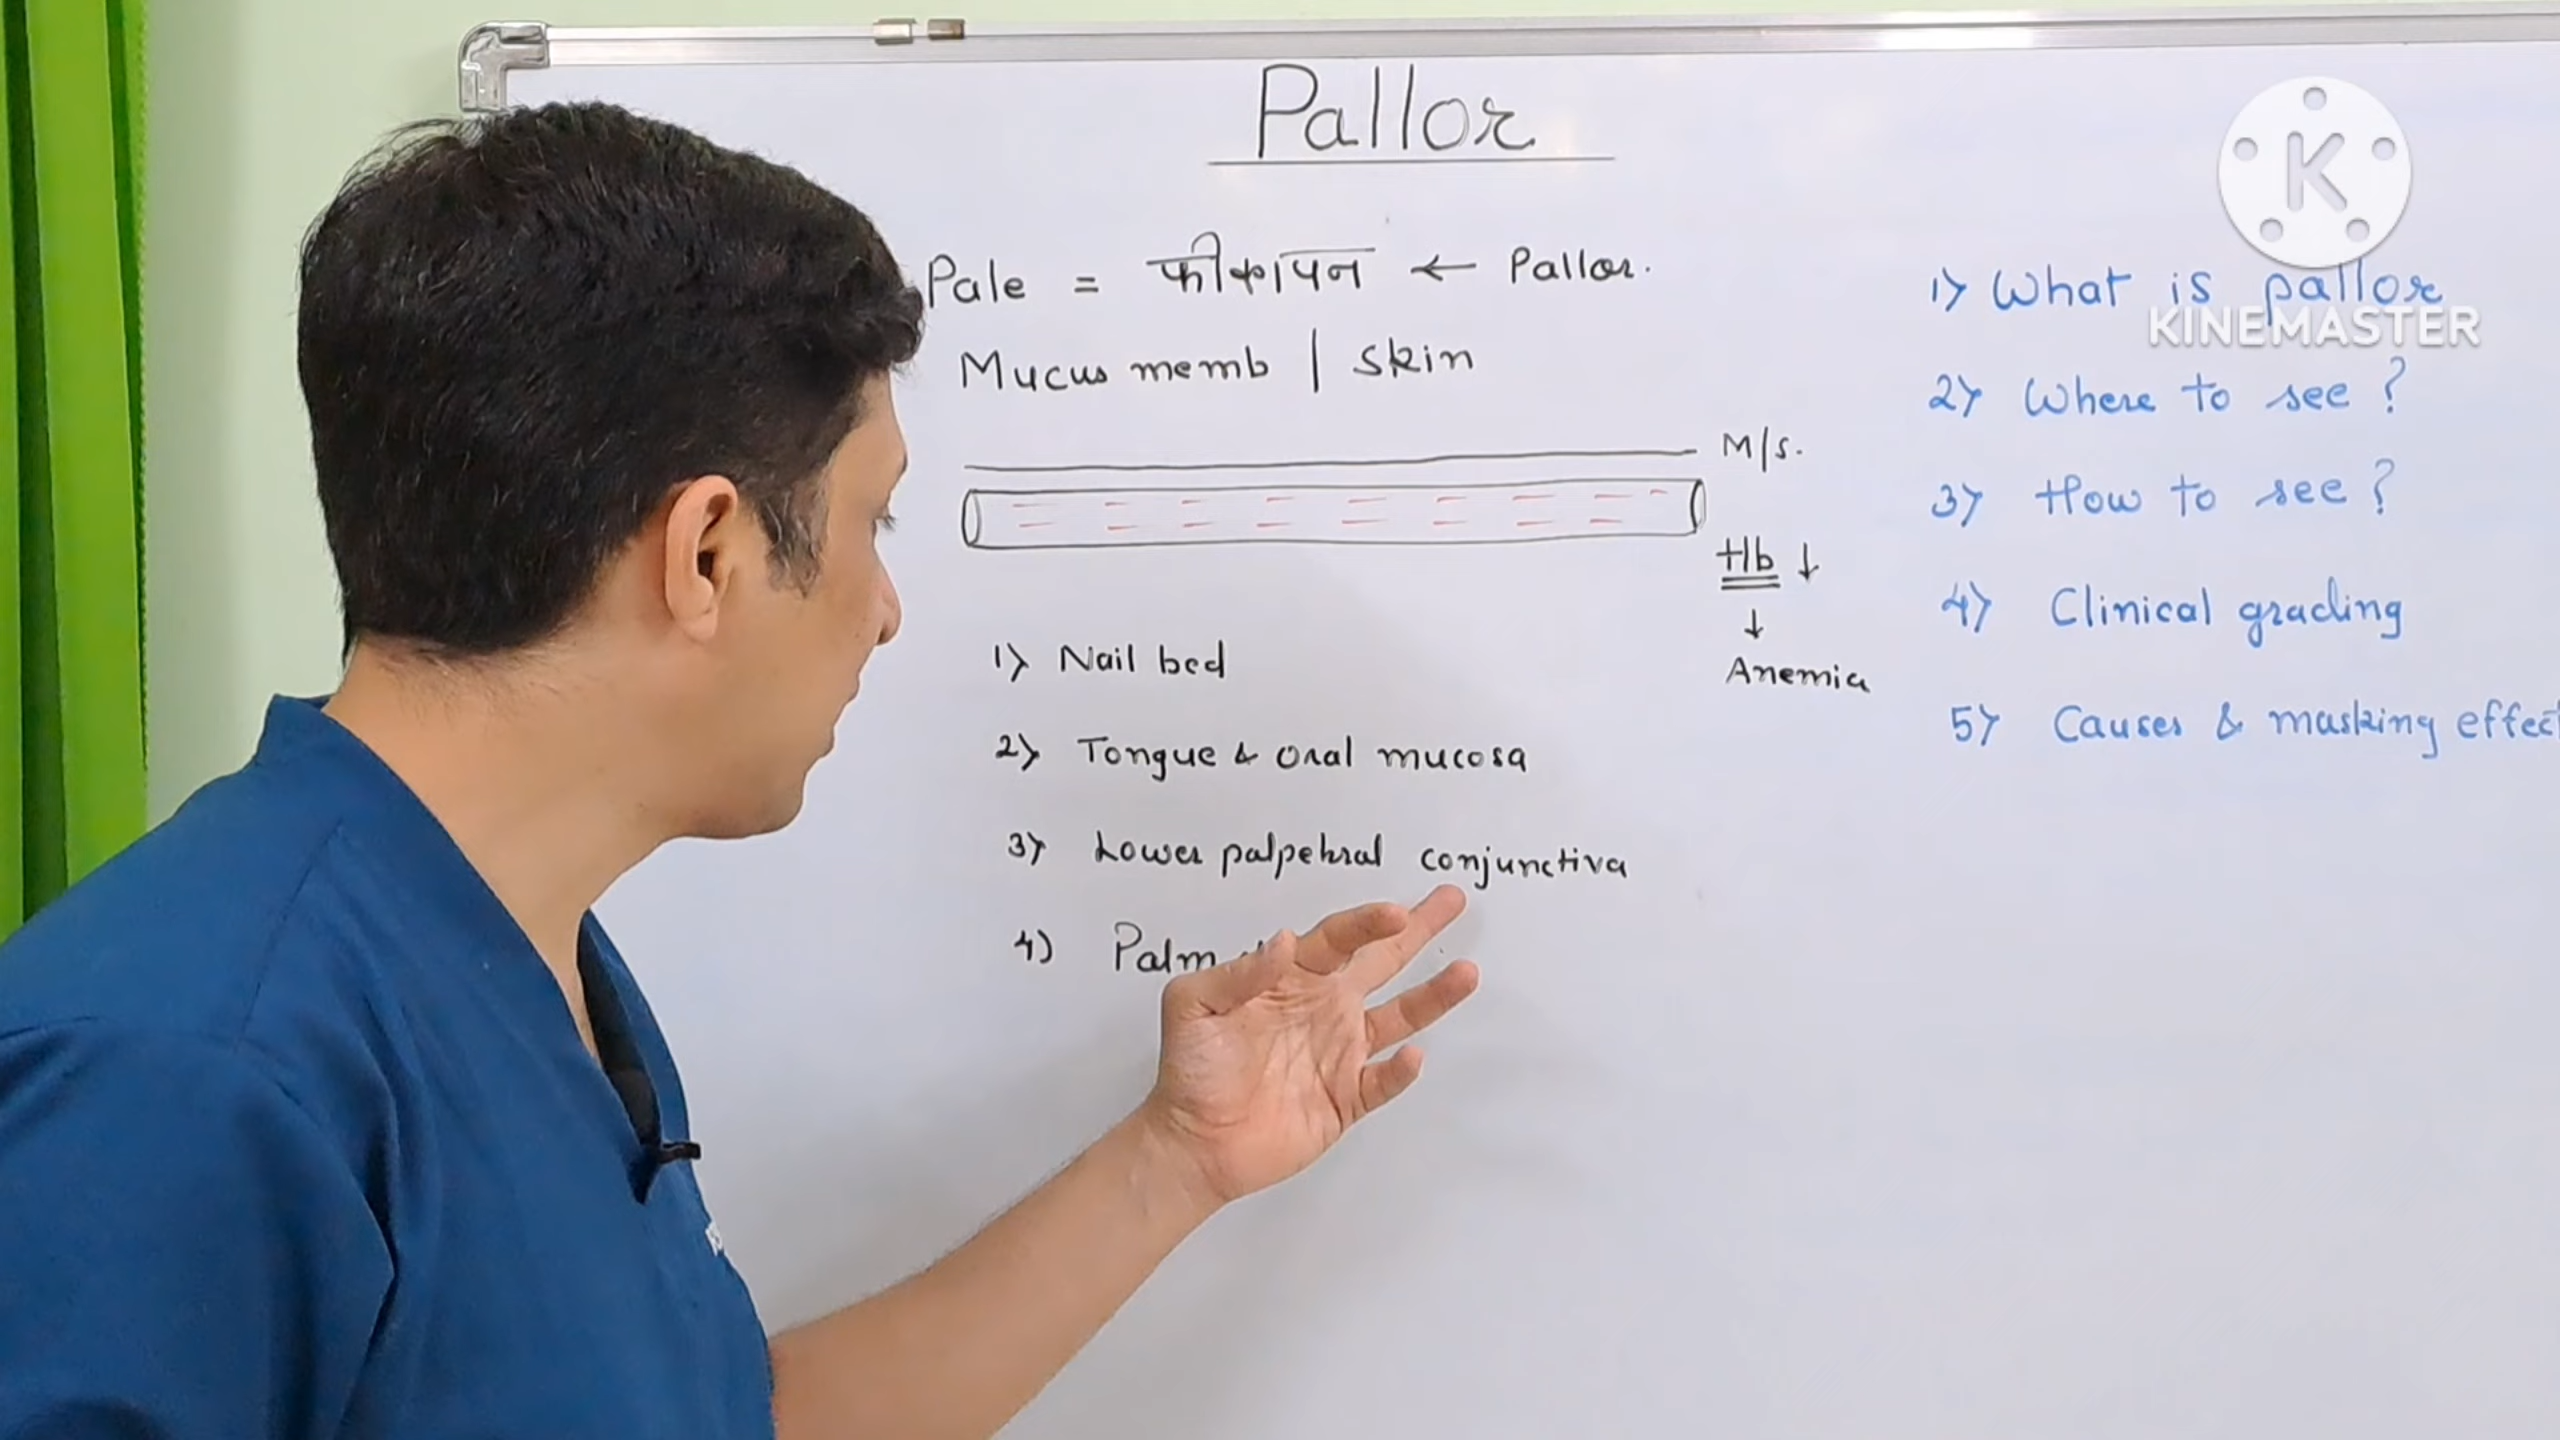 Pallor
Pale = फीकापन ← Pallor.
Mucus memb | skin
M/s.
Hb ↓
↓
Anemia
1) Nail bed
2) Tongue & oral mucosa
3) Lower palpebral conjunctiva
4) Palm
1) What is pallor
2) Where to see ?
3) How to see ?
4) Clinical grading
5) Causes & masking effect
K
KINEMASTER